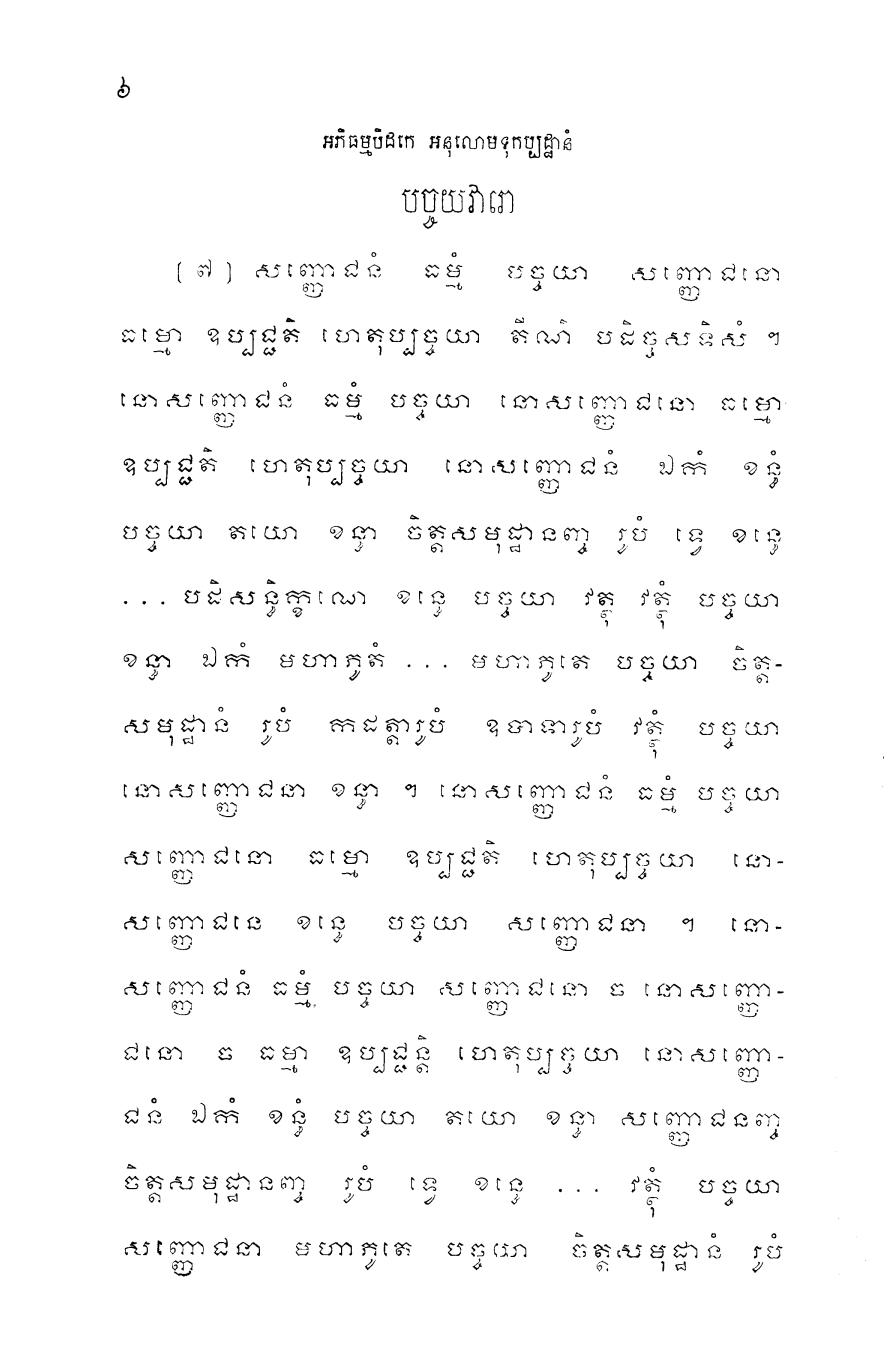 ៦
អភិធម្មបិដកេ អនុលោមទុកប្បដ្ឋានំ
បច្ចយវារោ
(៧) សញ្ញោជនំ ធម្មំ បច្ចយា សញ្ញោជនោ
ធម្មោ ឧប្បជ្ជតិ ហេតុប្បច្ចយា តីណិ បដិច្ចសទិសំ ។
នោសញ្ញោជនំ ធម្មំ បច្ចយា នោសញ្ញោជនោ ធម្មោ
ឧប្បជ្ជតិ ហេតុប្បច្ចយា នោសញ្ញោជនំ ឯកំ ខន្ធំ
បច្ចយា តយោ ខន្ធា ចិត្តសមុដ្ឋានញ្ច រូបំ ទ្វេ ខន្ធេ
... បដិសន្ធិក្ខណេ ខន្ធេ បច្ចយា វត្ថុ វត្ថុំ បច្ចយា
ខន្ធា ឯកំ មហាភូតំ ... មហាភូតេ បច្ចយា ចិត្ត-
សមុដ្ឋានំ រូបំ កដត្តារូបំ ឧបាទារូបំ វត្ថុំ បច្ចយា
នោសញ្ញោជនា ខន្ធា ។ នោសញ្ញោជនំ ធម្មំ បច្ចយា
សញ្ញោជនោ ធម្មោ ឧប្បជ្ជតិ ហេតុប្បច្ចយា នោ-
សញ្ញោជនេ ខន្ធេ បច្ចយា សញ្ញោជនា ។ នោ-
សញ្ញោជនំ ធម្មំ បច្ចយា សញ្ញោជនោ ច នោសញ្ញោ-
ជនោ ច ធម្មា ឧប្បជ្ជន្តិ ហេតុប្បច្ចយា នោសញ្ញោ-
ជនំ ឯកំ ខន្ធំ បច្ចយា តយោ ខន្ធា សញ្ញោជនញ្ច
ចិត្តសមុដ្ឋានញ្ច រូបំ ទ្វេ ខន្ធេ ... វត្ថុំ បច្ចយា
សញ្ញោជនា មហាភូតេ បច្ចយា ចិត្តសមុដ្ឋានំ រូបំ